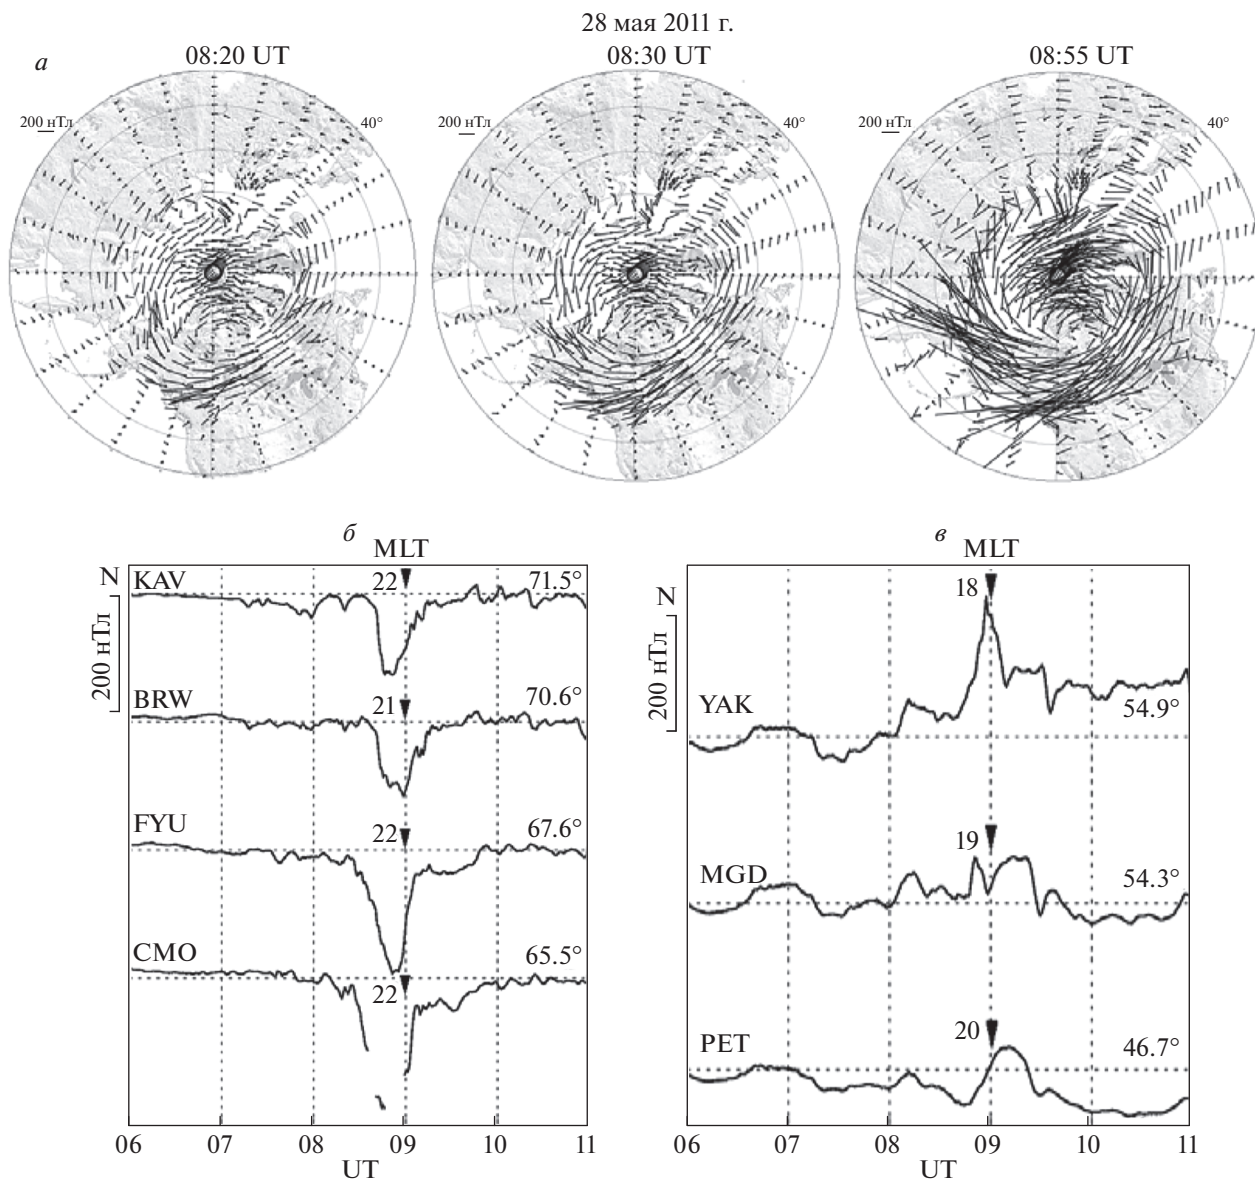 28 мая 2011 г.
а
08:20 UT
08:30 UT
08:55 UT
200 нТл
40°
200 нТл
40°
200 нТл
40°
б
MLT
N
200 нТл
KAV
22
71.5°
BRW
21
70.6°
FYU
22
67.6°
CMO
22
65.5°
06
07
08
09
10
11
UT
в
MLT
N
200 нТл
18
YAK
54.9°
19
MGD
54.3°
20
PET
46.7°
06
07
08
09
10
11
UT